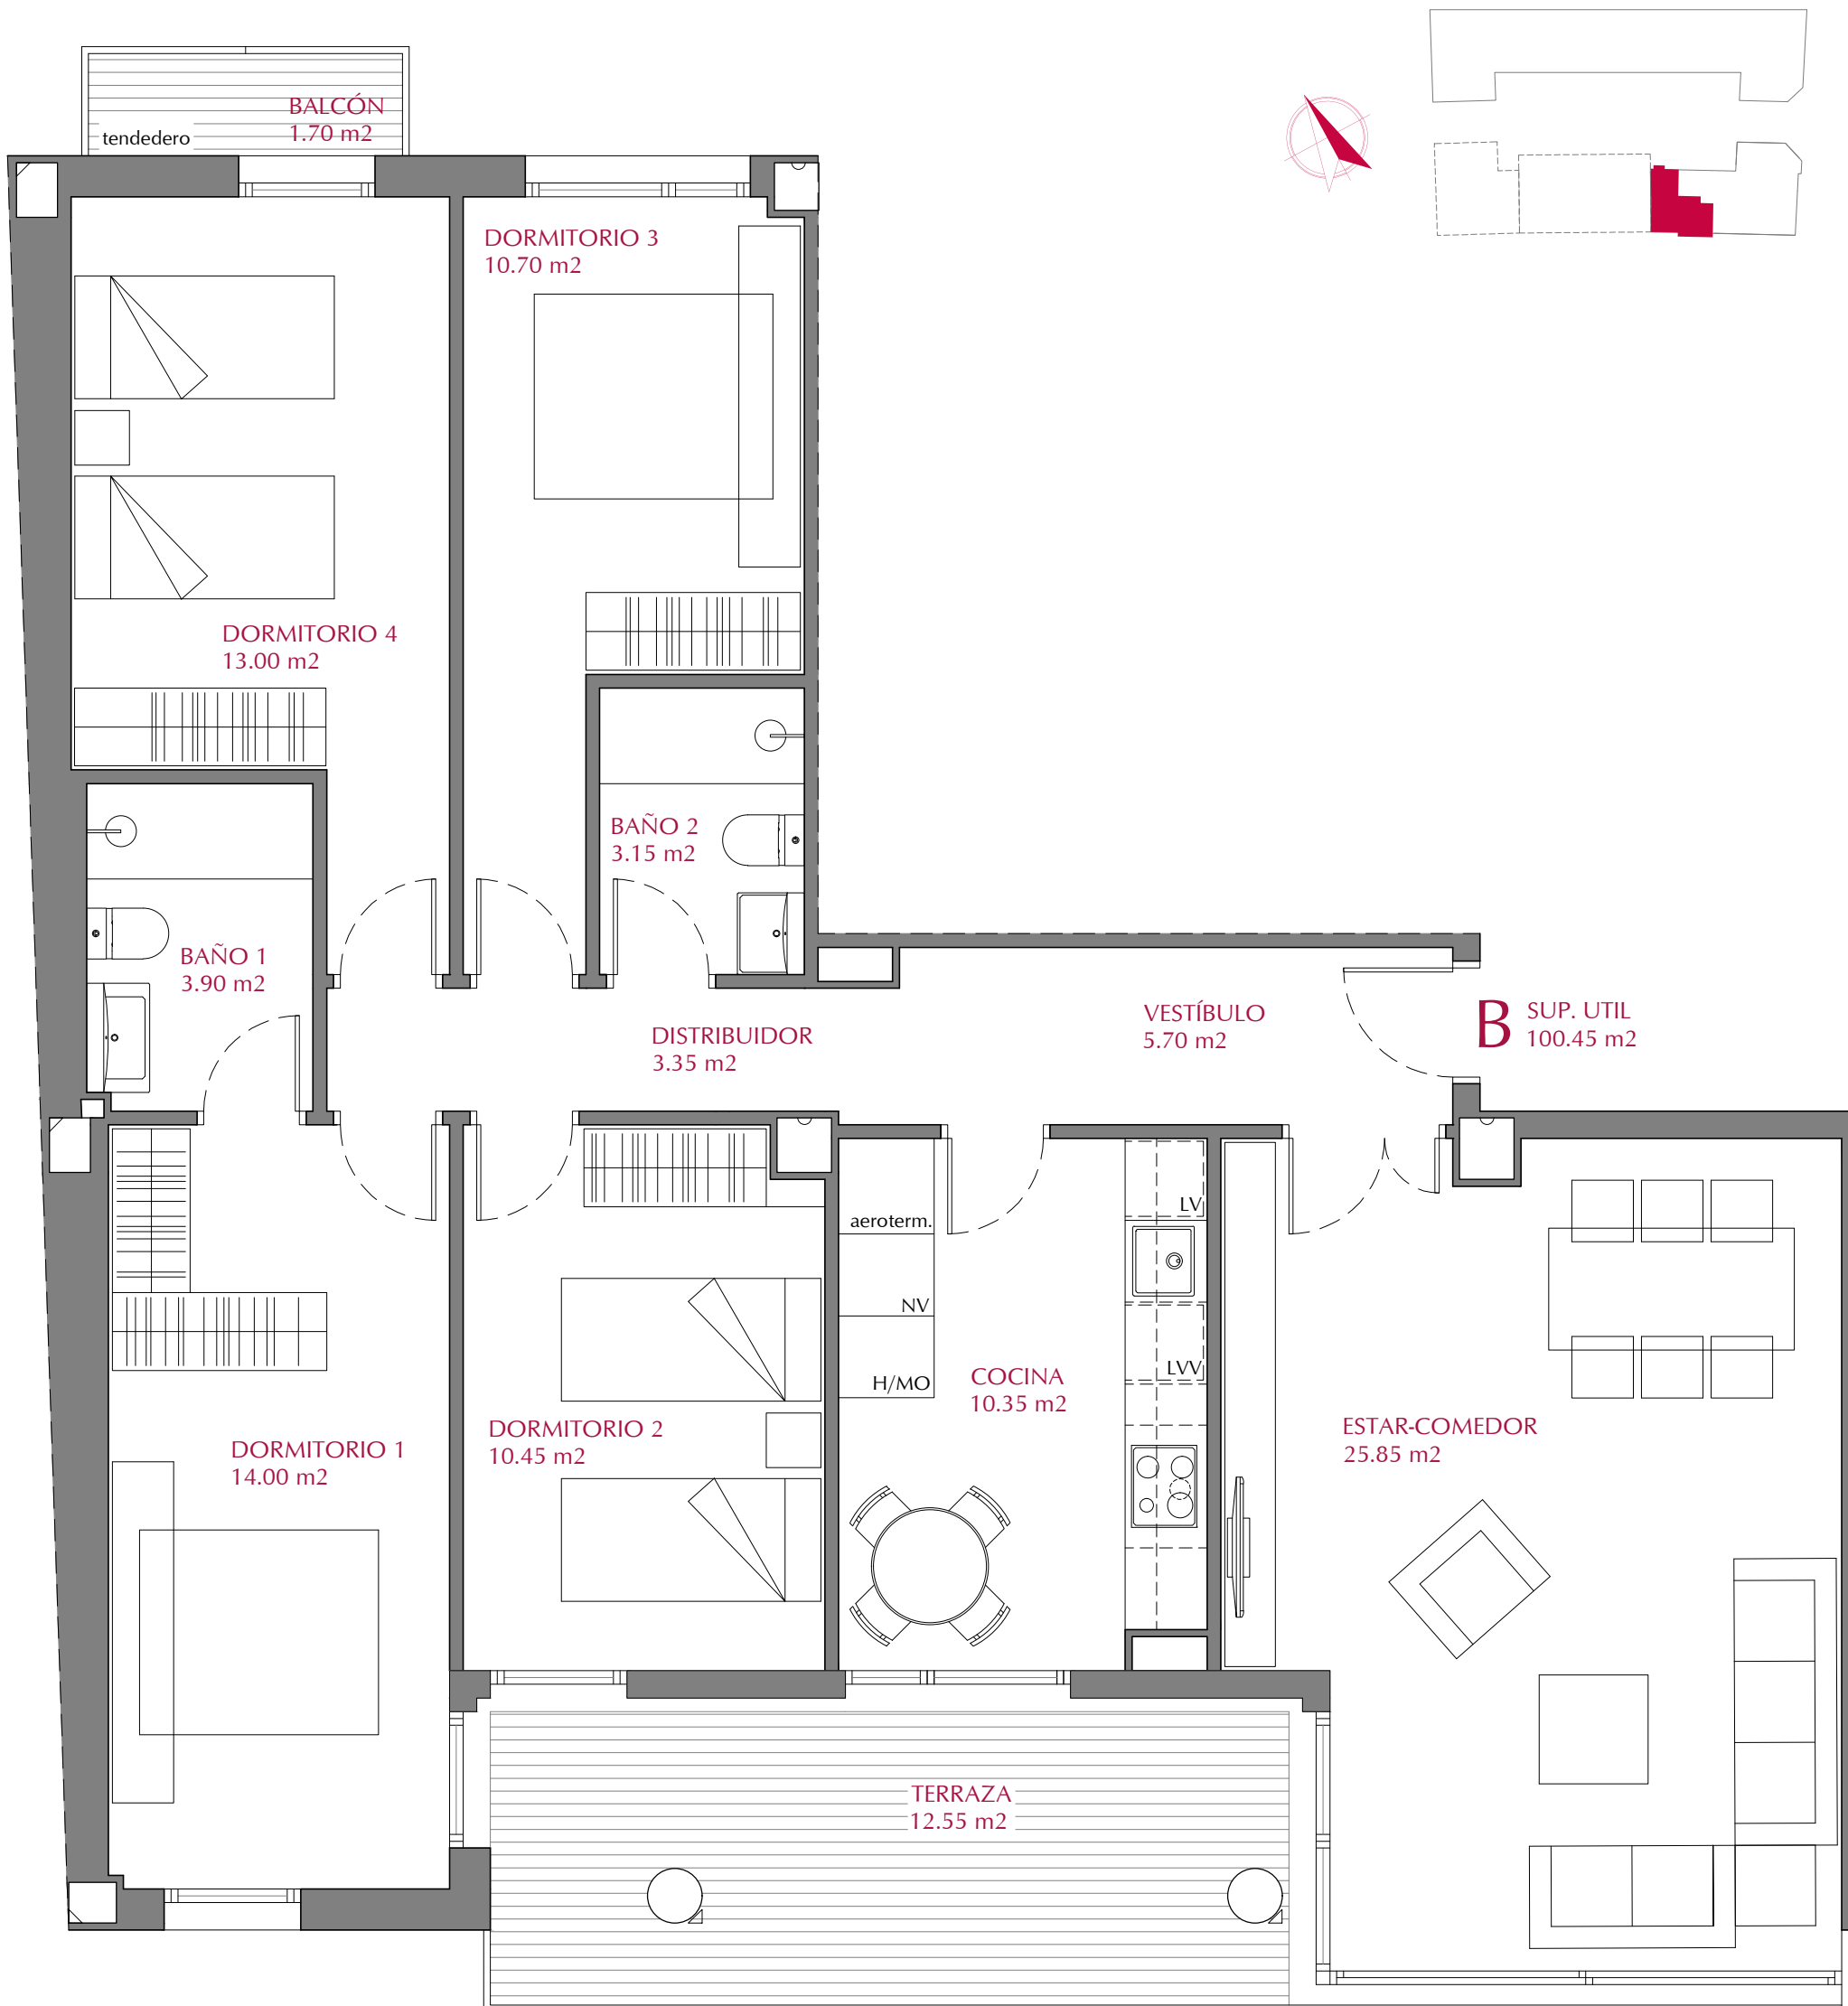 BALCÓN
1.70 m2
tendedero
DORMITORIO 3
10.70 m2
DORMITORIO 4
13.00 m2
BAÑO 2
3.15 m2
BAÑO 1
3.90 m2
DISTRIBUIDOR
3.35 m2
VESTÍBULO
5.70 m2
B
SUP. UTIL
100.45 m2
aeroterm.
NV
H/MO
LV
LVV
COCINA
10.35 m2
ESTAR-COMEDOR
25.85 m2
DORMITORIO 2
10.45 m2
DORMITORIO 1
14.00 m2
TERRAZA
12.55 m2